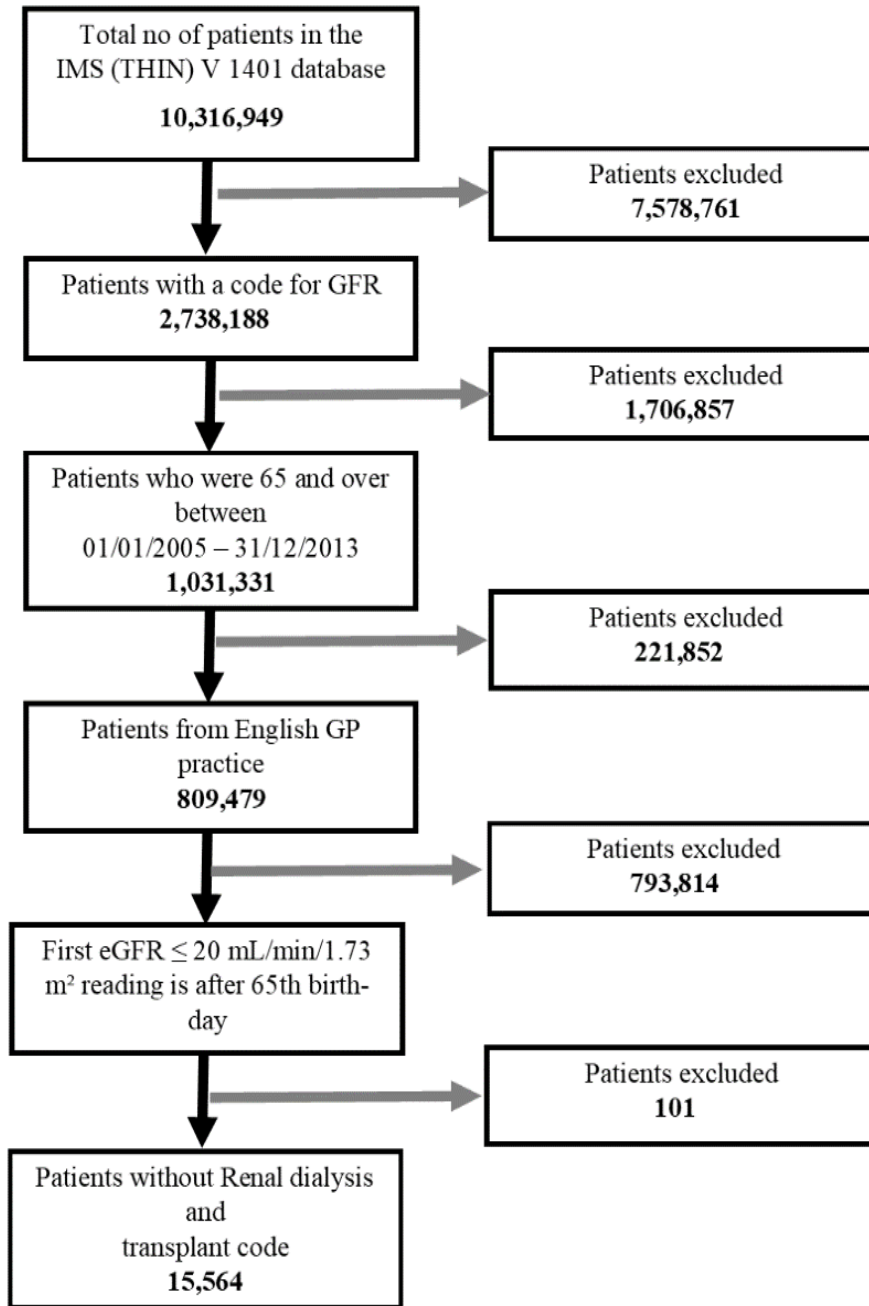 Total no of patients in the
IMS (THIN) V 1401 database
10,316,949
Patients excluded
7,578,761
Patients with a code for GFR
2,738,188
Patients excluded
1,706,857
Patients who were 65 and over
between
01/01/2005 – 31/12/2013
1,031,331
Patients excluded
221,852
Patients from English GP
practice
809,479
Patients excluded
793,814
First eGFR ≤ 20 mL/min/1.73
m² reading is after 65th birth-
day
Patients excluded
101
Patients without Renal dialysis
and
transplant code
15,564